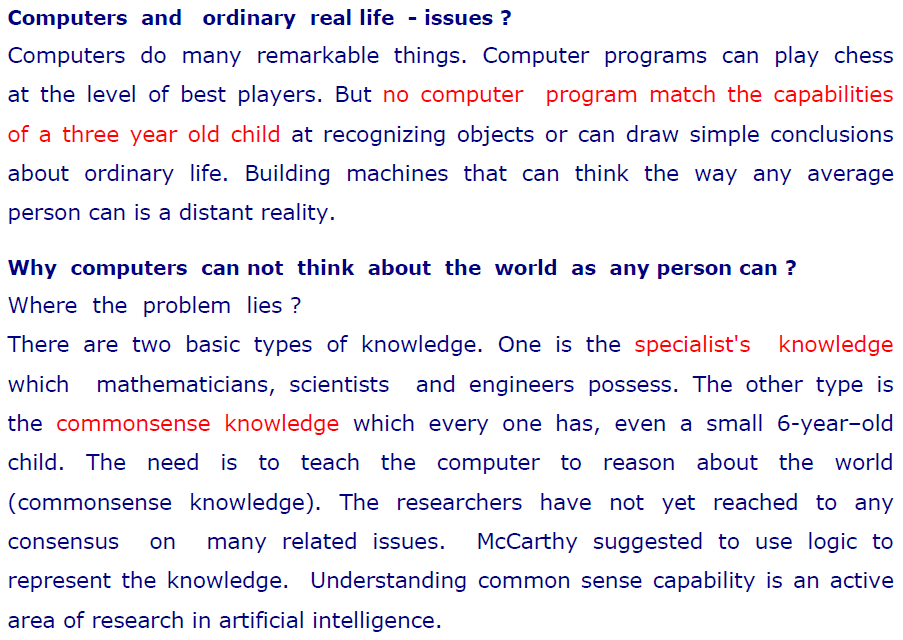 Computers and ordinary real life - issues ?
Computers do many remarkable things. Computer programs can play chess
at the level of best players. But no computer program match the capabilities
of a three year old child at recognizing objects or can draw simple conclusions
about ordinary life. Building machines that can think the way any average
person can is a distant reality.
Why computers can not think about the world as any person can ?
Where the problem lies ?
There are two basic types of knowledge. One is the specialist's knowledge
which mathematicians, scientists and engineers possess. The other type is
the commonsense knowledge which every one has, even a small 6-year–old
child. The need is to teach the computer to reason about the world
(commonsense knowledge). The researchers have not yet reached to any
consensus on many related issues. McCarthy suggested to use logic to
represent the knowledge. Understanding common sense capability is an active
area of research in artificial intelligence.